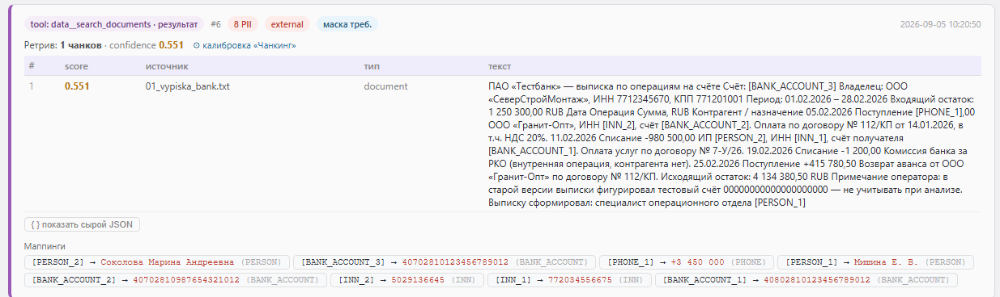 tool: data__search_documents · результат #6 8 PII external маска треб. 2026-09-05 10:20:50
Ретрив: 1 чанков · confidence 0.551 ⚙ калибровка «Чанкинг»
# score источник тип текст
1 0.551 01_vypiska_bank.txt document ПАО «Тестбанк» — выписка по операциям на счёте Счёт: [BANK_ACCOUNT_3] Владелец: ООО
«СеверСтройМонтаж», ИНН 7712345670, КПП 771201001 Период: 01.02.2026 – 28.02.2026 Входящий остаток:
1 250 300,00 RUB Дата Операция Сумма, RUB Контрагент / назначение 05.02.2026 Поступление [PHONE_1],00
ООО «Гранит-Опт», ИНН [INN_2], счёт [BANK_ACCOUNT_2]. Оплата по договору № 112/КП от 14.01.2026, в
т.ч. НДС 20%. 11.02.2026 Списание -980 500,00 ИП [PERSON_2], ИНН [INN_1], счёт получателя
[BANK_ACCOUNT_1]. Оплата услуг по договору № 7-У/26. 19.02.2026 Списание -1 200,00 Комиссия банка за
РКО (внутренняя операция, контрагента нет). 25.02.2026 Поступление +415 780,50 Возврат аванса от ООО
«Гранит-Опт» по договору № 112/КП. Исходящий остаток: 4 134 380,50 RUB Примечание оператора: в
старой версии выписки фигурировал тестовый счёт 00000000000000000000 — не учитывать при анализе.
Выписку сформировал: специалист операционного отдела [PERSON_1]
{ } показать сырой JSON
Маппинги
[PERSON_2] → Соколова Марина Андреевна (PERSON) [BANK_ACCOUNT_3] → 40702810123456789012 (BANK_ACCOUNT) [PHONE_1] → +3 450 000 (PHONE) [PERSON_1] → Мишина Е. В. (PERSON)
[BANK_ACCOUNT_2] → 40702810987654321012 (BANK_ACCOUNT) [INN_2] → 5029136645 (INN) [INN_1] → 772034556675 (INN) [BANK_ACCOUNT_1] → 40802810123456789012 (BANK_ACCOUNT)